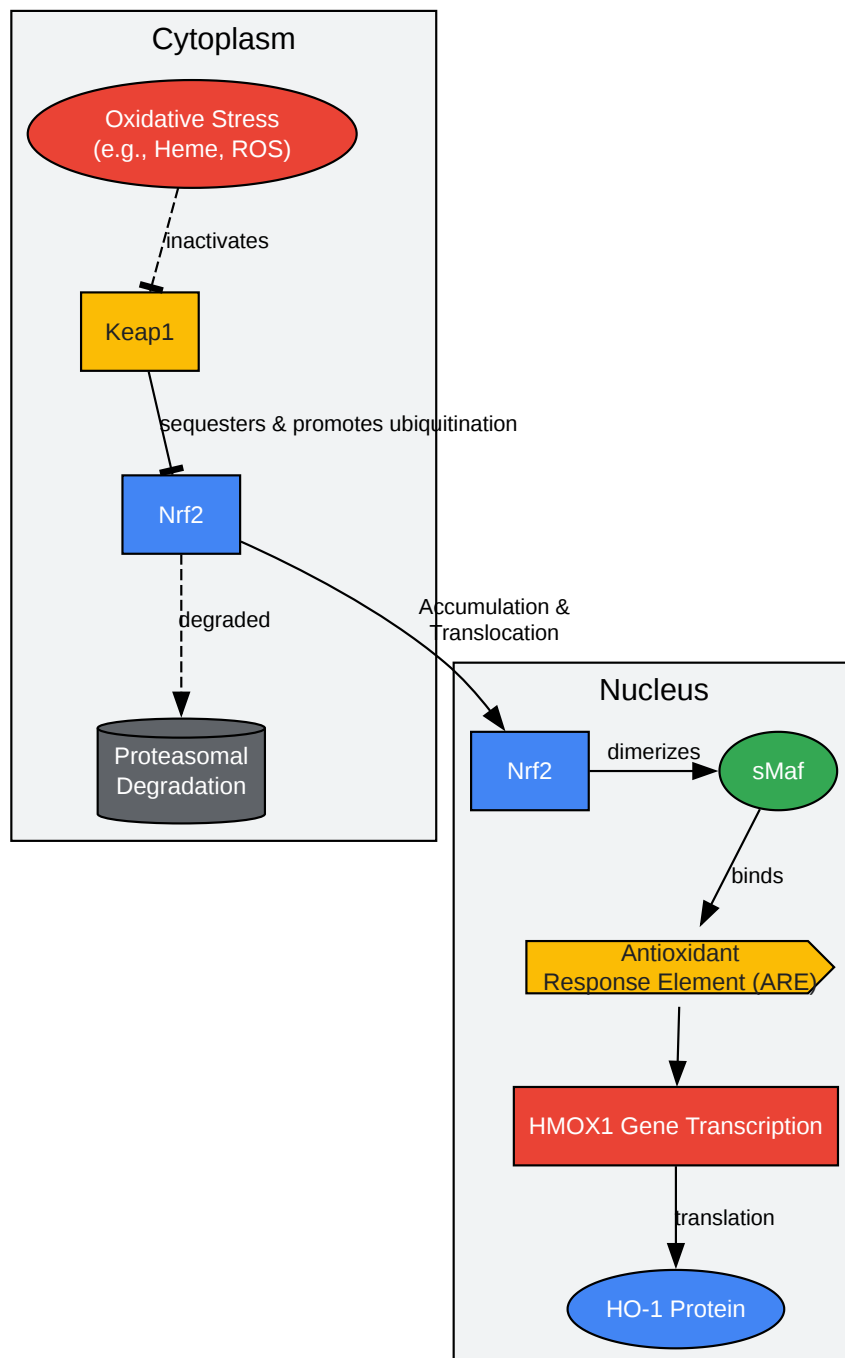 Cytoplasm
Oxidative Stress
(e.g., Heme, ROS)
inactivates
Keap1
sequesters & promotes ubiquitination
Nrf2
degraded
Accumulation &
Translocation
Proteasomal
Degradation
Nucleus
Nrf2
dimerizes
sMaf
binds
Antioxidant
Response Element (ARE)
HMOX1 Gene Transcription
translation
HO-1 Protein